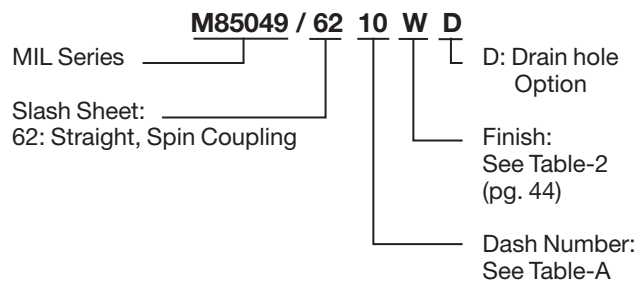 M85049 / 62 10 W D
MIL Series
D: Drain hole
Option
Slash Sheet:
62: Straight, Spin Coupling
Finish:
See Table-2
(pg. 44)
Dash Number:
See Table-A